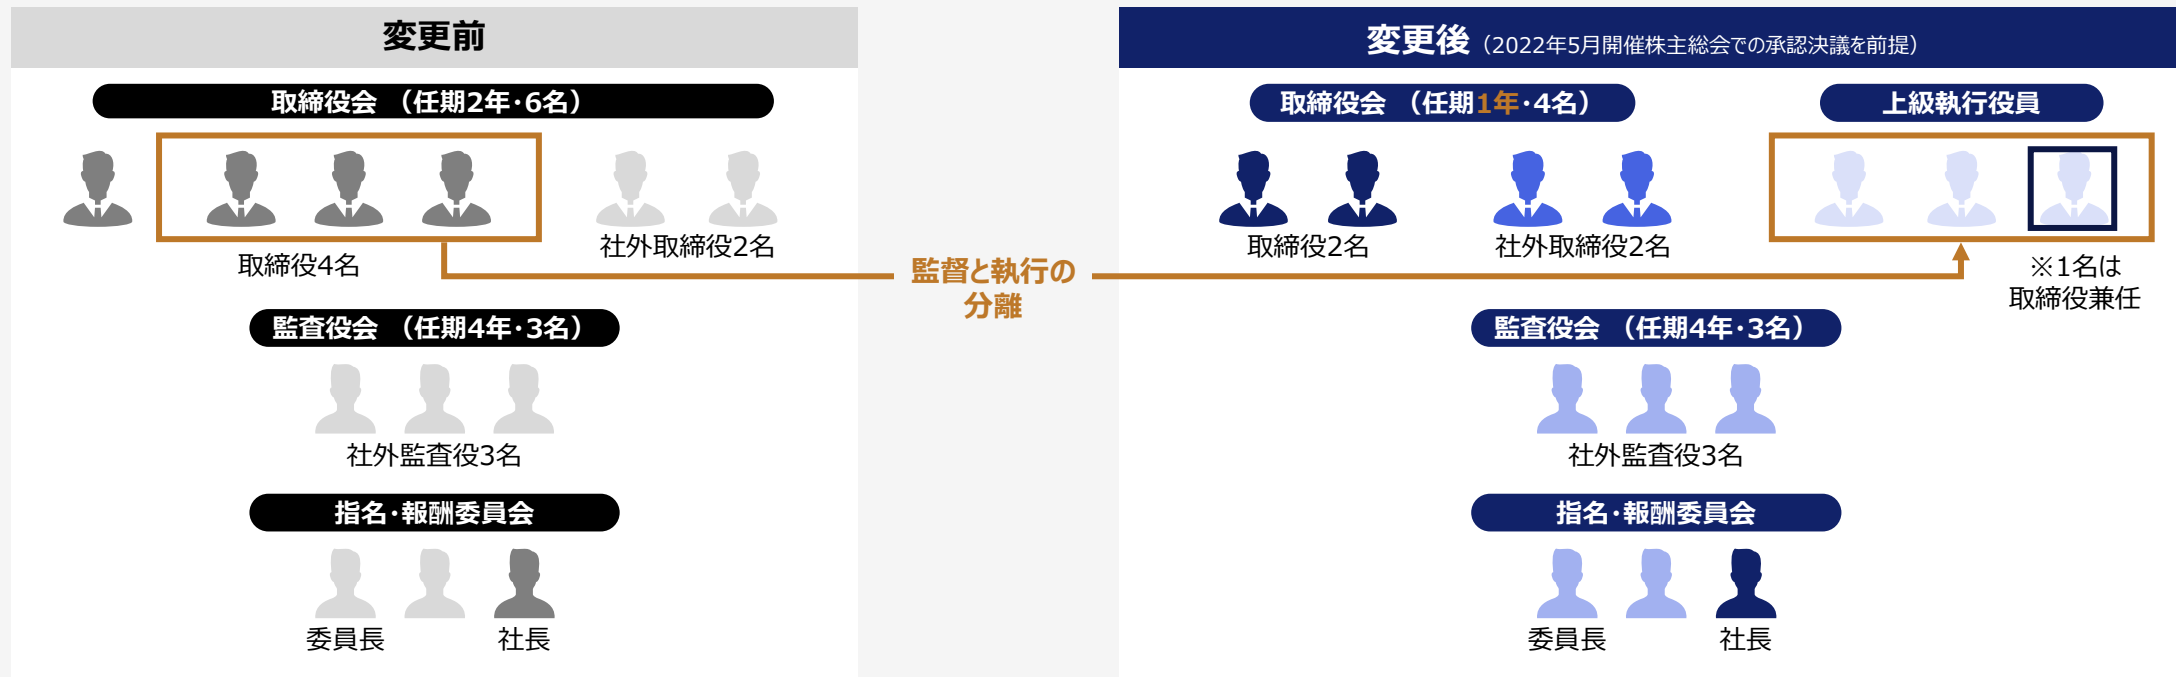 変更前
取締役会 （任期2年・6名）
取締役4名
社外取締役2名
監査役会 （任期4年・3名）
社外監査役3名
指名・報酬委員会
委員長
社長
監督と執行の
分離
変更後（2022年5月開催株主総会での承認決議を前提）
取締役会 （任期1年・4名）
上級執行役員
取締役2名
社外取締役2名
※1名は
取締役兼任
監査役会 （任期4年・3名）
社外監査役3名
指名・報酬委員会
委員長
社長